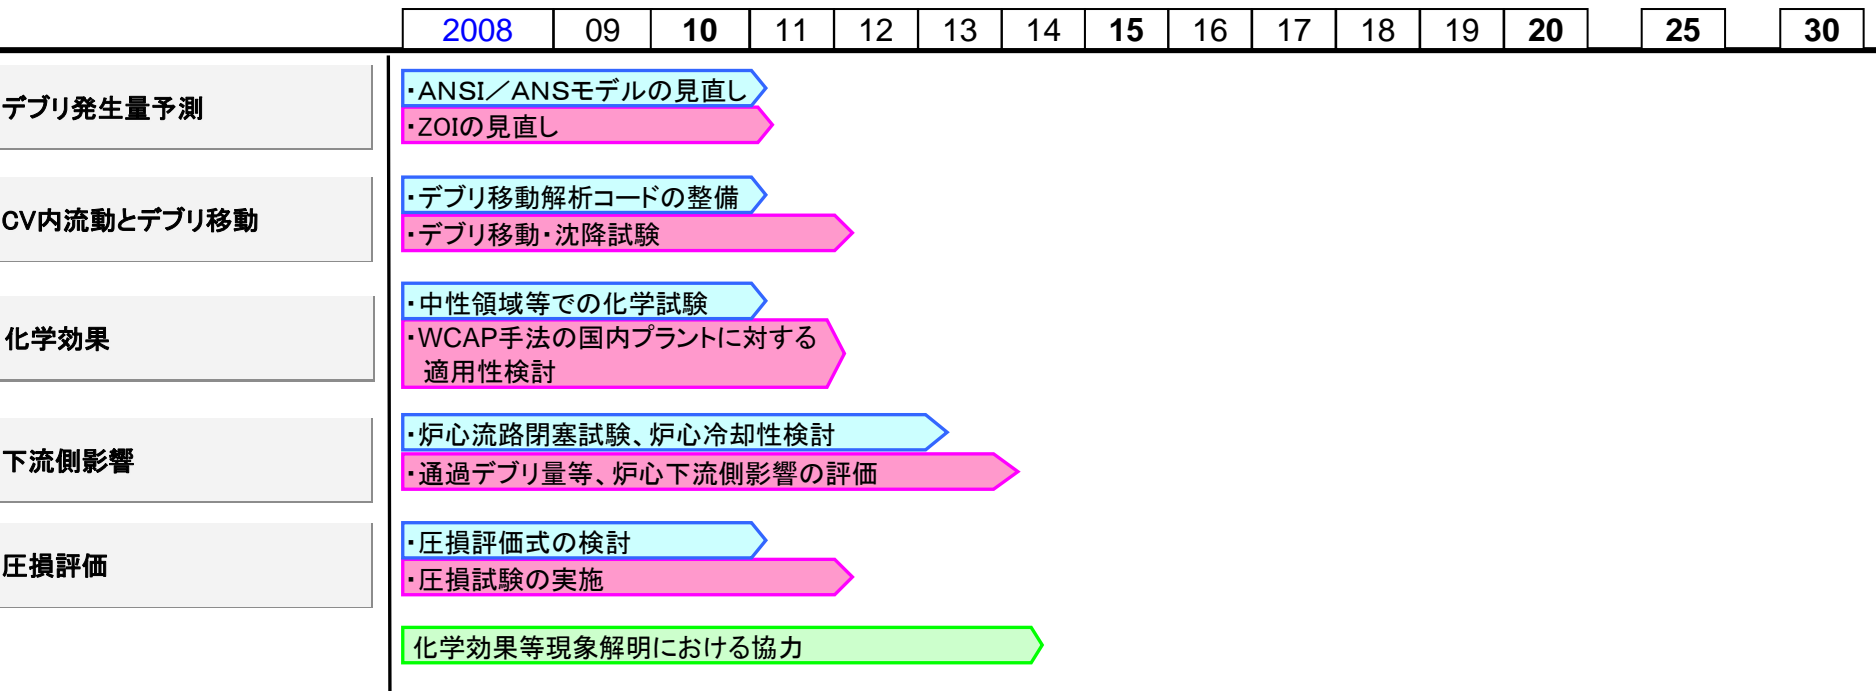 2008 09 10 11 12 13 14 15 16 17 18 19 20 25 30
デブリ発生量予測
・ANSI／ANSモデルの見直し
・ZOIの見直し
CV内流動とデブリ移動
・デブリ移動解析コードの整備
・デブリ移動・沈降試験
化学効果
・中性領域等での化学試験
・WCAP手法の国内プラントに対する
適用性検討
下流側影響
・炉心流路閉塞試験、炉心冷却性検討
・通過デブリ量等、炉心下流側影響の評価
圧損評価
・圧損評価式の検討
・圧損試験の実施
化学効果等現象解明における協力